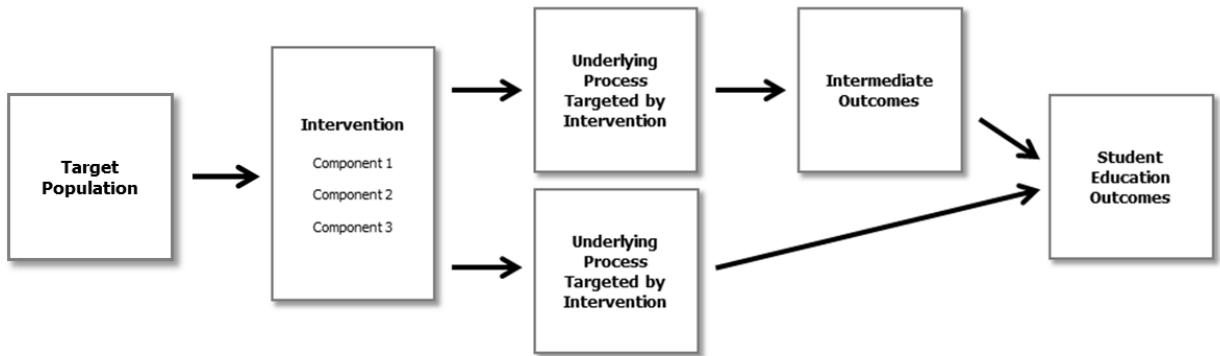 Target
Population
Intervention
Component 1
Component 2
Component 3
Underlying
Process
Targeted by
Intervention
Intermediate
Outcomes
Underlying
Process
Targeted by
Intervention
Student
Education
Outcomes